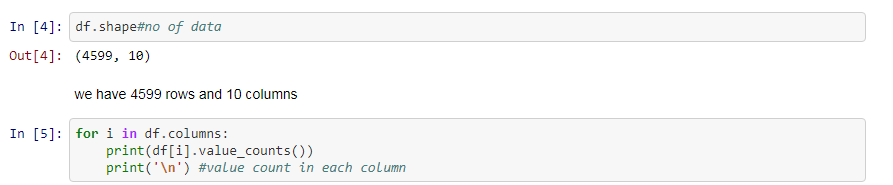 In [4]: df.shape#no of data
Out[4]: (4599, 10)
we have 4599 rows and 10 columns
In [5]: for i in df.columns:
    print(df[i].value_counts())
    print('\n') #value count in each column